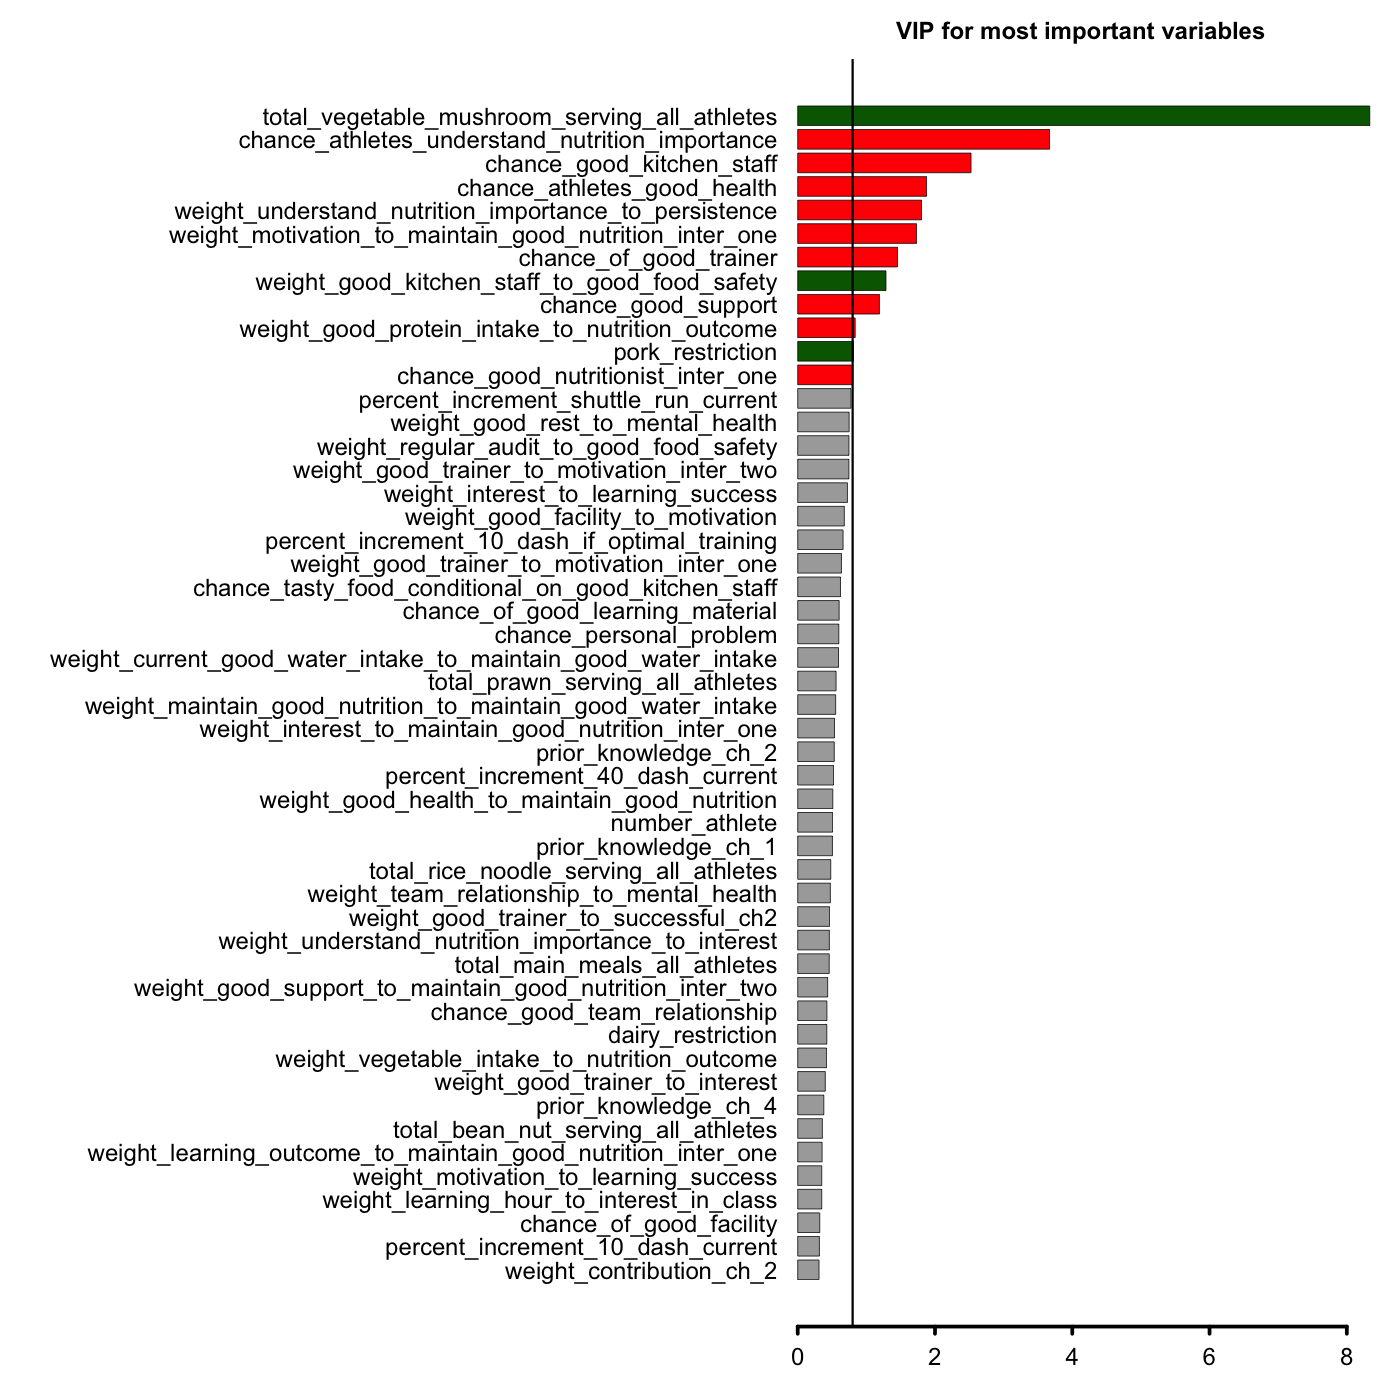 VIP for most important variables
total_vegetable_mushroom_serving_all_athletes
chance_athletes_understand_nutrition_importance
chance_good_kitchen_staff
chance_athletes_good_health
weight_understand_nutrition_importance_to_persistence
weight_motivation_to_maintain_good_nutrition_inter_one
chance_of_good_trainer
weight_good_kitchen_staff_to_good_food_safety
chance_good_support
weight_good_protein_intake_to_nutrition_outcome
pork_restriction
chance_good_nutritionist_inter_one
percent_increment_shuttle_run_current
weight_good_rest_to_mental_health
weight_regular_audit_to_good_food_safety
weight_good_trainer_to_motivation_inter_two
weight_interest_to_learning_success
weight_good_facility_to_motivation
percent_increment_10_dash_if_optimal_training
weight_good_trainer_to_motivation_inter_one
chance_tasty_food_conditional_on_good_kitchen_staff
chance_of_good_learning_material
chance_personal_problem
weight_current_good_water_intake_to_maintain_good_water_intake
total_prawn_serving_all_athletes
weight_maintain_good_nutrition_to_maintain_good_water_intake
weight_interest_to_maintain_good_nutrition_inter_one
prior_knowledge_ch_2
percent_increment_40_dash_current
weight_good_health_to_maintain_good_nutrition
number_athlete
prior_knowledge_ch_1
total_rice_noodle_serving_all_athletes
weight_team_relationship_to_mental_health
weight_good_trainer_to_successful_ch2
weight_understand_nutrition_importance_to_interest
total_main_meals_all_athletes
weight_good_support_to_maintain_good_nutrition_inter_two
chance_good_team_relationship
dairy_restriction
weight_vegetable_intake_to_nutrition_outcome
weight_good_trainer_to_interest
prior_knowledge_ch_4
total_bean_nut_serving_all_athletes
weight_learning_outcome_to_maintain_good_nutrition_inter_one
weight_motivation_to_learning_success
weight_learning_hour_to_interest_in_class
chance_of_good_facility
percent_increment_10_dash_current
weight_contribution_ch_2
0 2 4 6 8